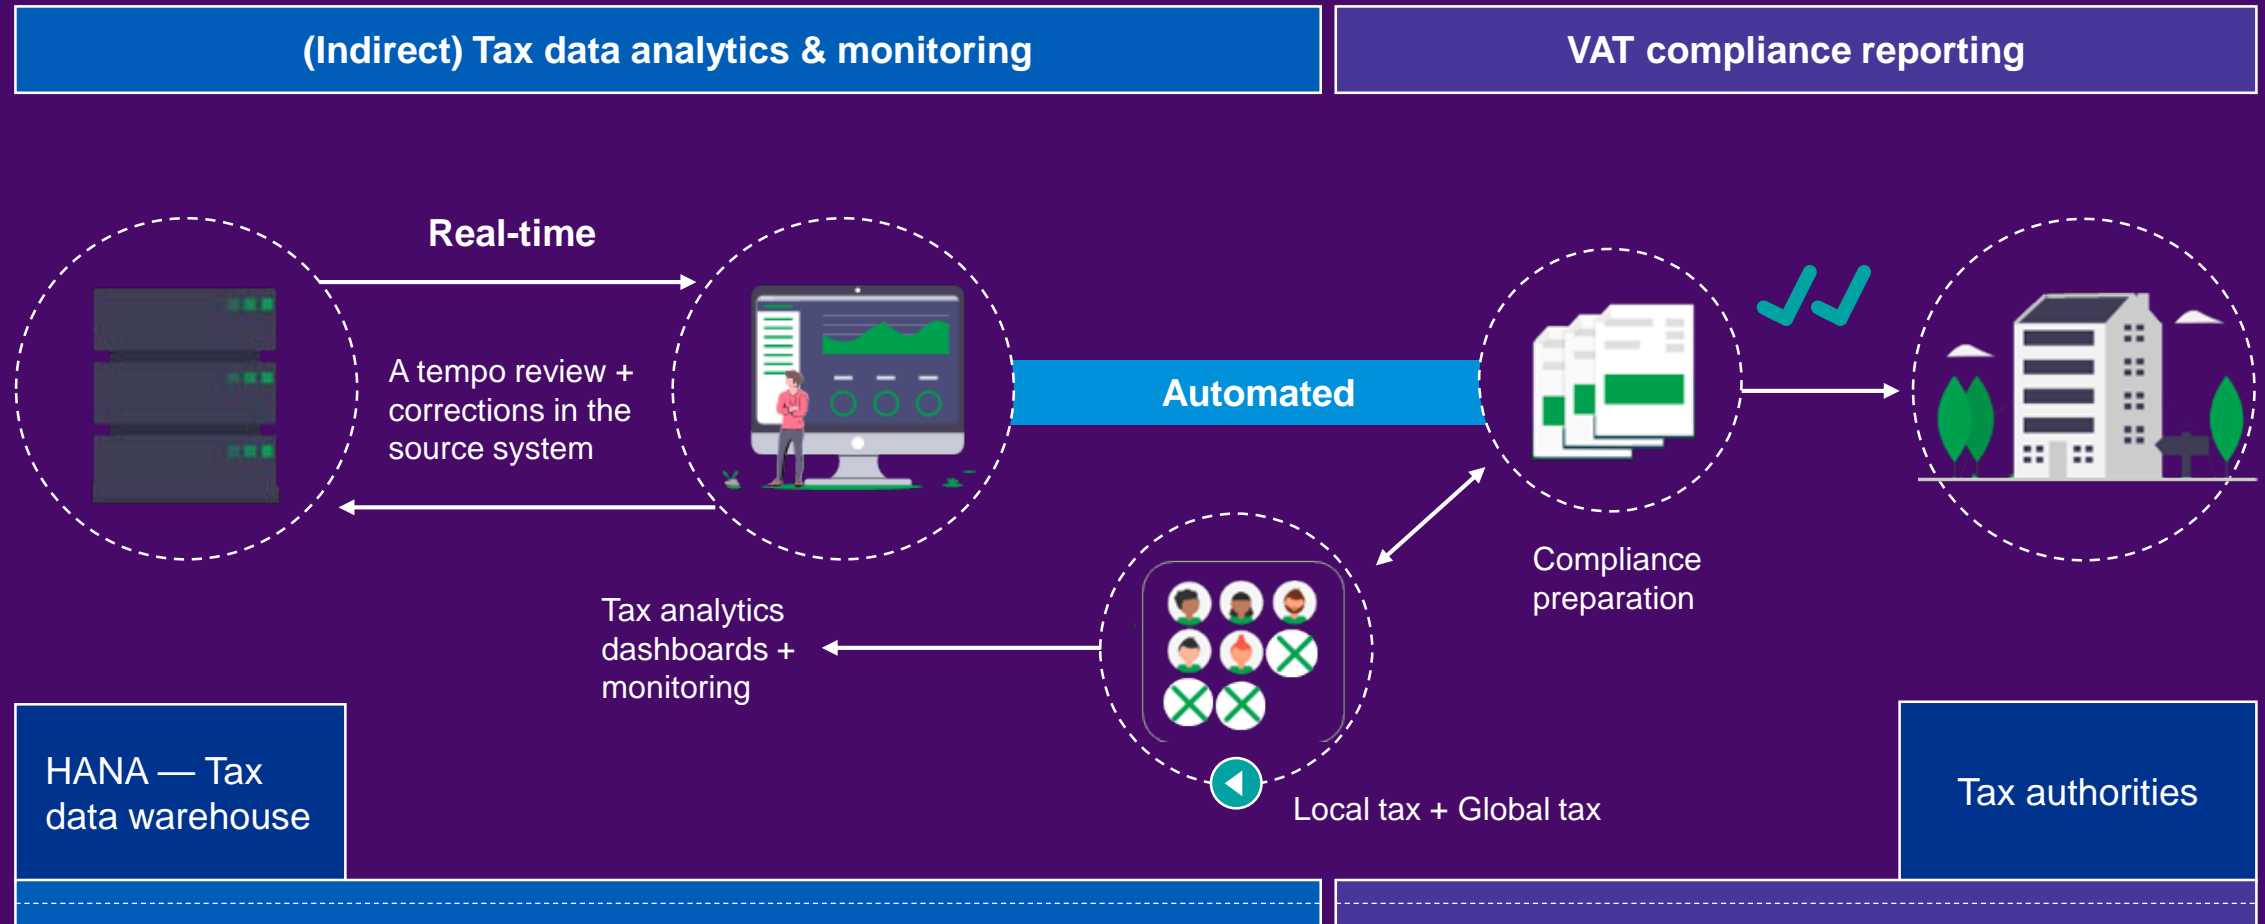 (Indirect) Tax data analytics & monitoring
VAT compliance reporting
Real-time
A tempo review +
corrections in the
source system
Automated
Compliance
preparation
Tax analytics
dashboards +
monitoring
HANA — Tax
data warehouse
Local tax + Global tax
Tax authorities